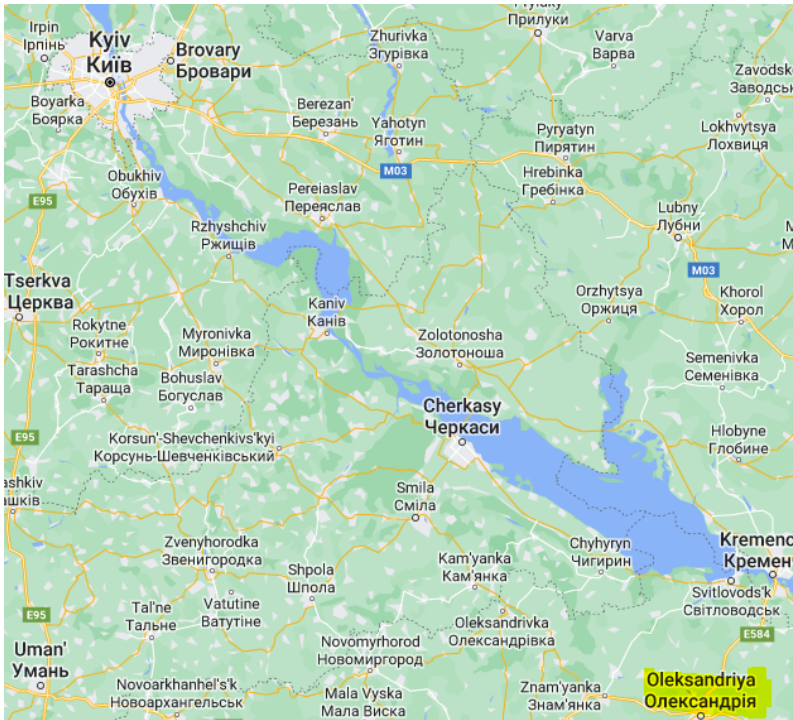 Pryluky
Прилуки
Irpin
Ірпінь
Kyiv
Київ
Brovary
Бровари
Zhurivka
Згурівка
Varva
Варва
Zavodsk
Заводськ
Boyarka
Боярка
Berezan'
Березань
Yahotyn
Яготин
Pyryatyn
Пирятин
Lokhvytsya
Лохвиця
M03
Obukhiv
Обухів
Pereiaslav
Переяслав
Hrebinka
Гребінка
E95
Rzhyshchiv
Ржищів
Lubny
Лубни
M03
Tserkva
Церква
Kaniv
Канів
Orzhytsya
Оржиця
Khorol
Хорол
Rokytne
Рокитне
Myronivka
Миронівка
Zolotonosha
Золотоноша
Tarashcha
Тараща
Bohuslav
Богуслав
Semenivka
Семенівка
Cherkasy
Черкаси
E95
Korsun'-Shevchenkivs'kyi
Корсунь-Шевченківський
Hlobyne
Глобине
ashkiv
ашків
Smila
Сміла
Zvenyhorodka
Звенигородка
Shpola
Шпола
Kam'yanka
Кам'янка
Chyhyryn
Чигирин
Kremenc
Кремен
Svitlovods'k
Світловодськ
E95
Tal'ne
Тальне
Vatutine
Ватутіне
Oleksandrivka
Олександрівка
E584
Uman'
Умань
Novomyrhorod
Новомиргород
Novoarkhanhel's'k
Новоархангельськ
Mala Vyska
Мала Виска
Znam'yanka
Знам'янка
Oleksandriya
Олександрія